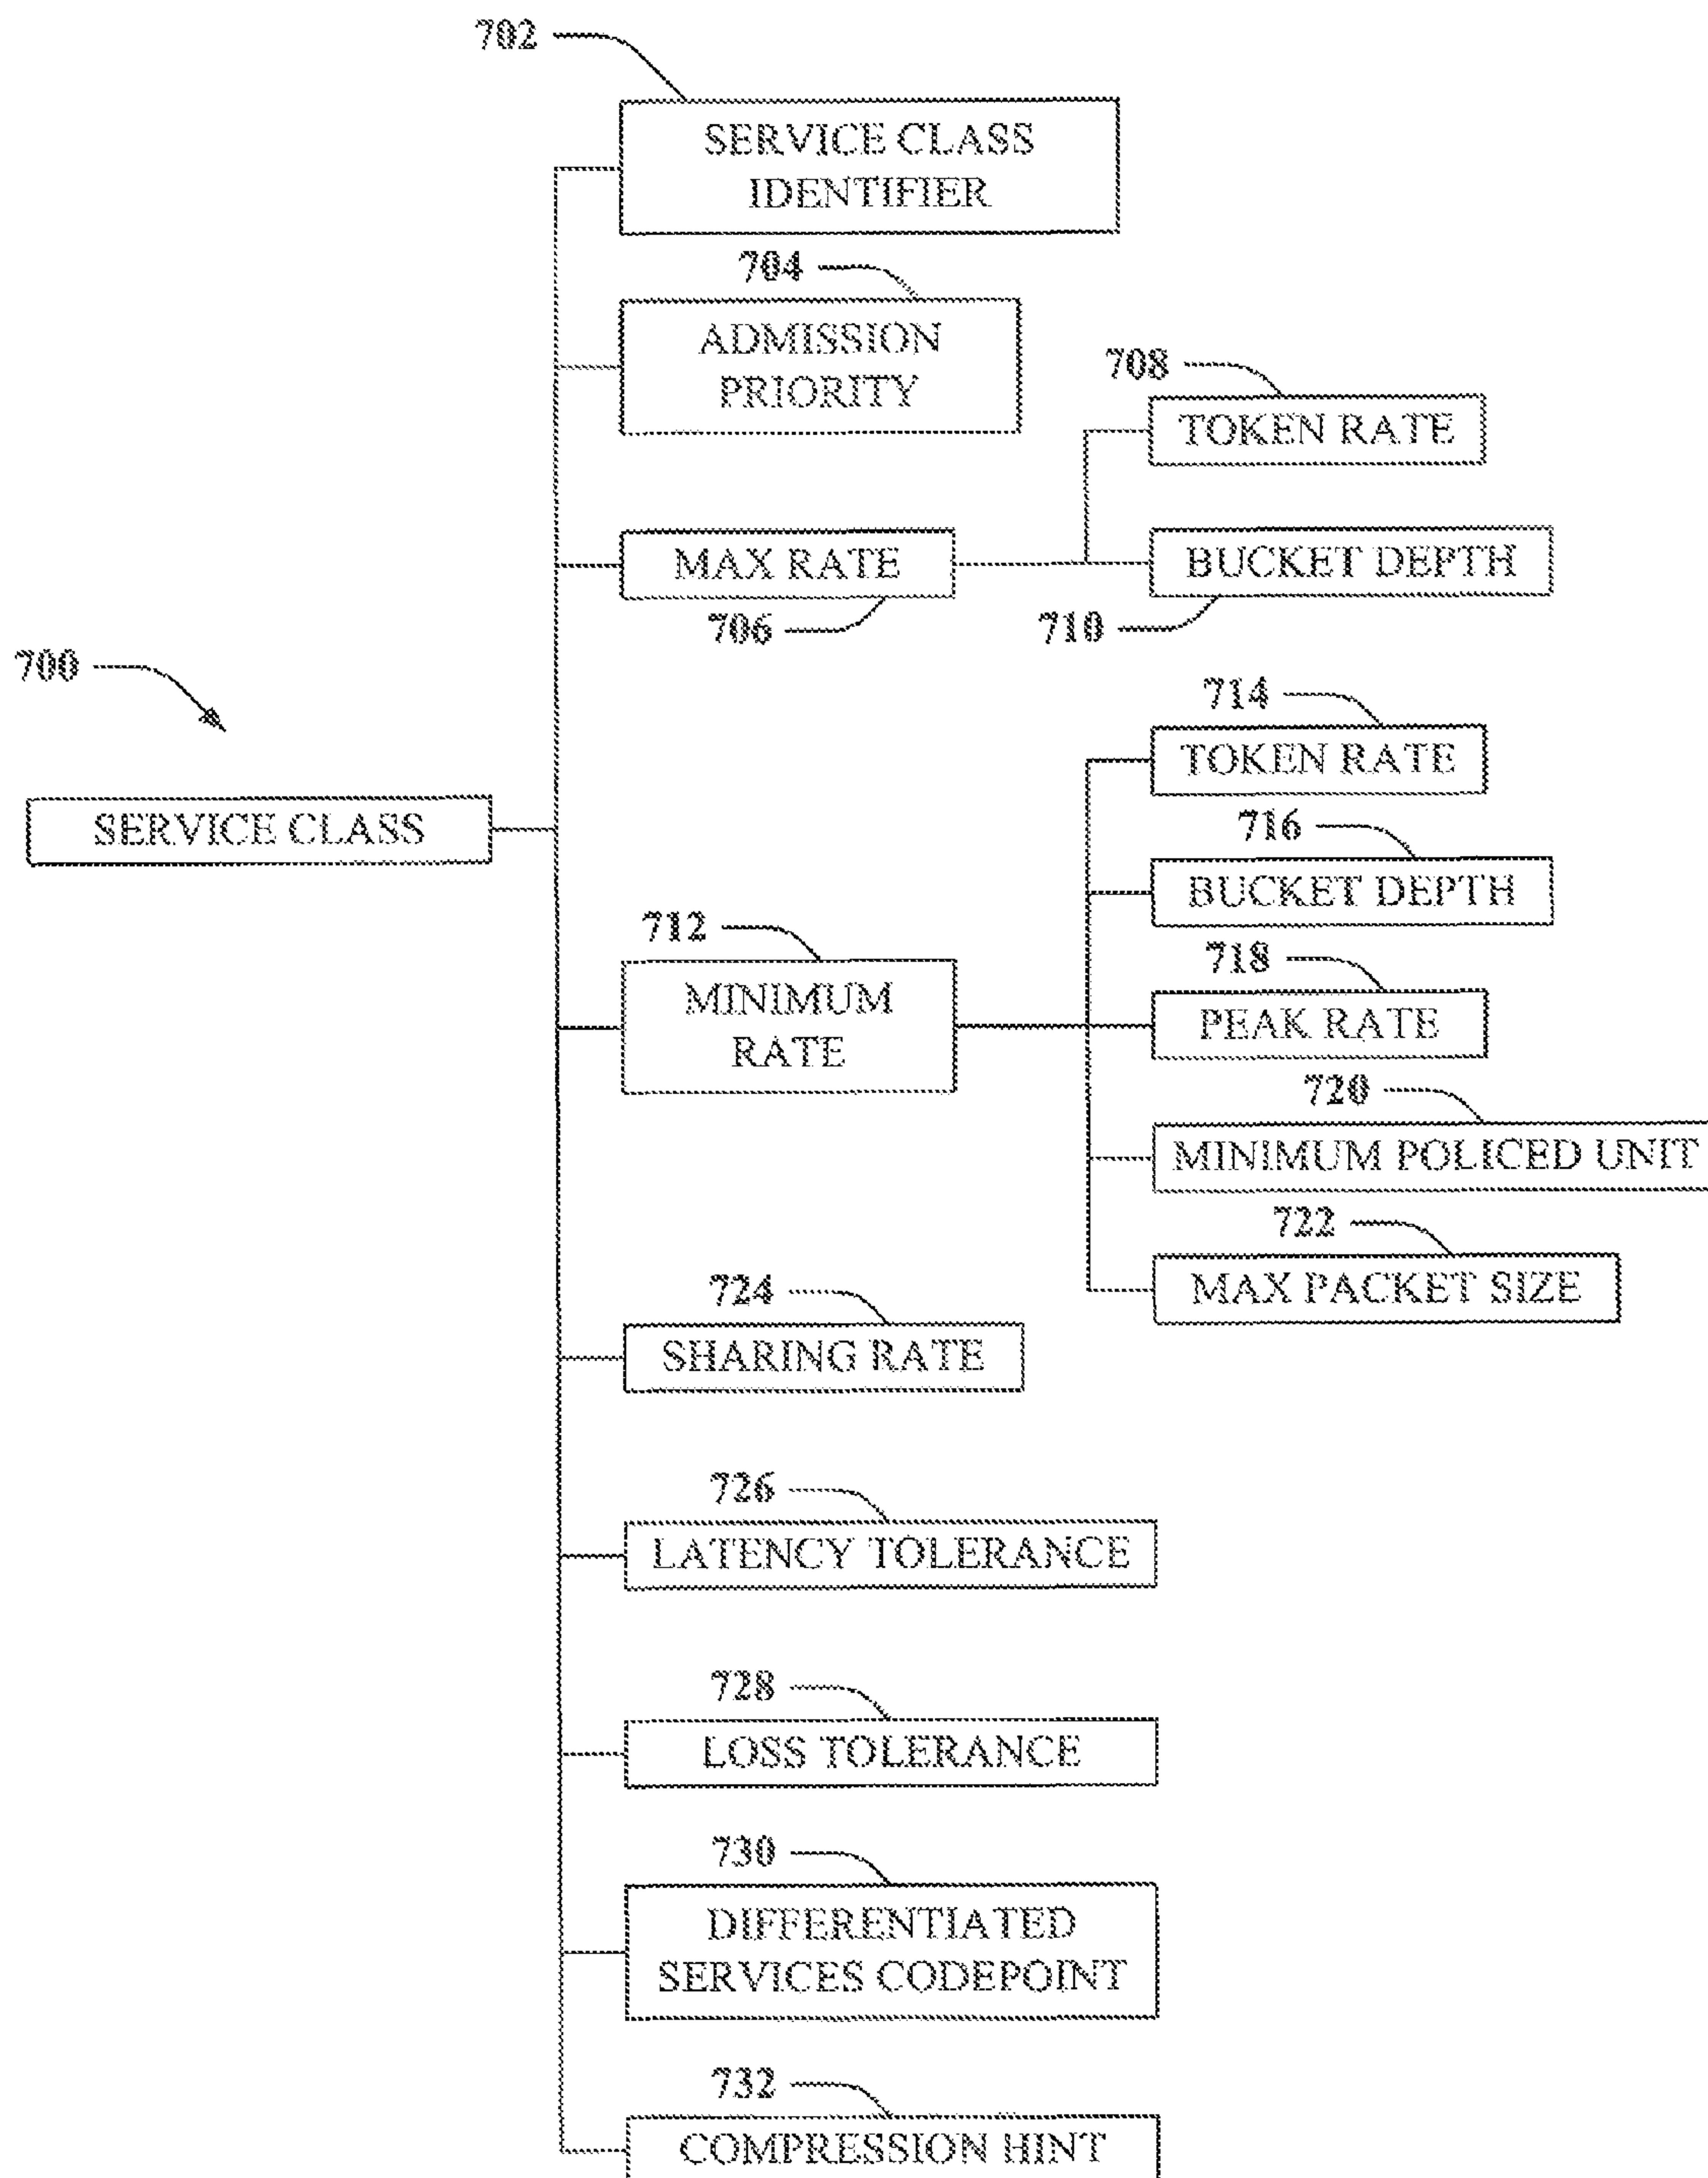 702
SERVICE CLASS
IDENTIFIER
704
ADMISSION
PRIORITY
708
TOKEN RATE
MAX RATE
706
BUCKET DEPTH
710
700
SERVICE CLASS
714
TOKEN RATE
716
BUCKET DEPTH
712
MINIMUM
RATE
718
PEAK RATE
720
MINIMUM POLICED UNIT
722
MAX PACKET SIZE
724
SHARING RATE
726
LATENCY TOLERANCE
728
LOSS TOLERANCE
730
DIFFERENTIATED
SERVICES CODEPOINT
732
COMPRESSION HINT